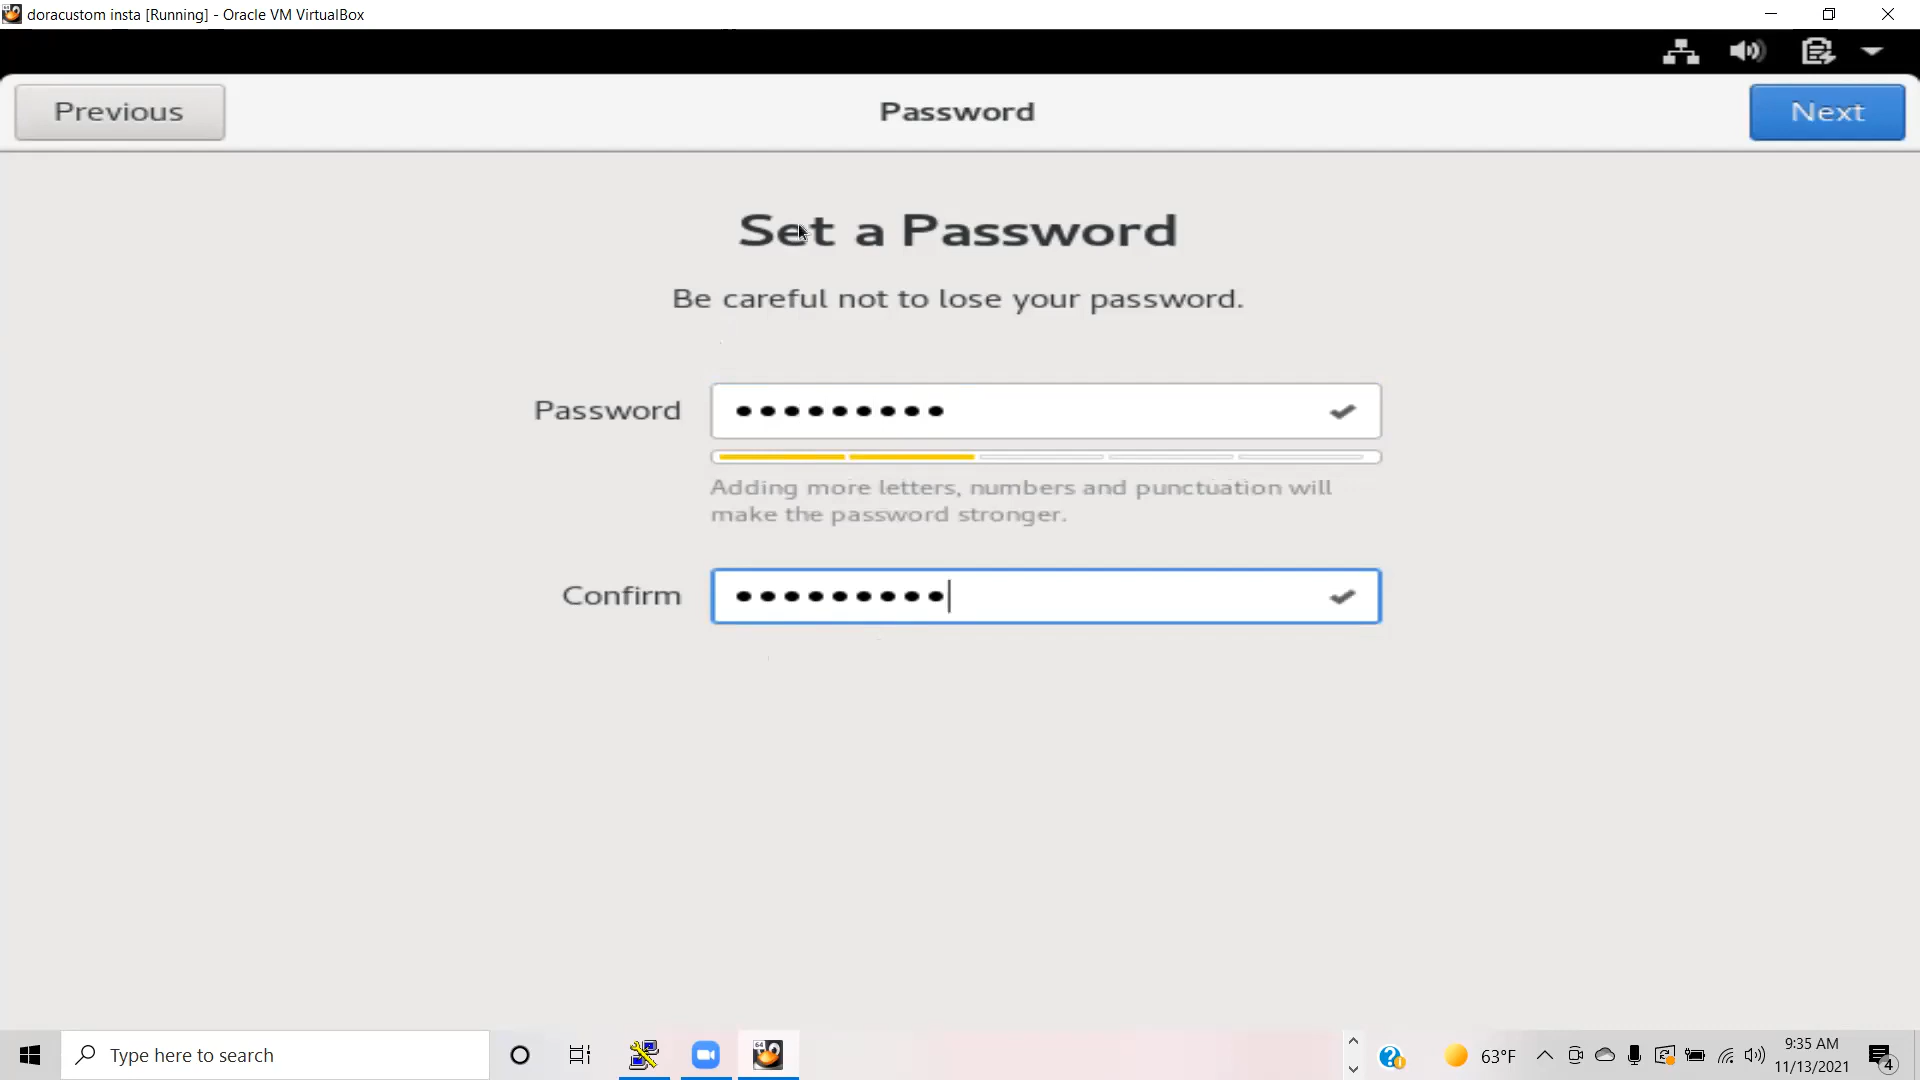 doracustom insta [Running] - Oracle VM VirtualBox
Previous
Password
Next
Set a Password
Be careful not to lose your password.
Password
●●●●●●●●●
Adding more letters, numbers and punctuation will
make the password stronger.
Confirm
●●●●●●●●●
Type here to search
64
63°F
9:35 AM
11/13/2021
4